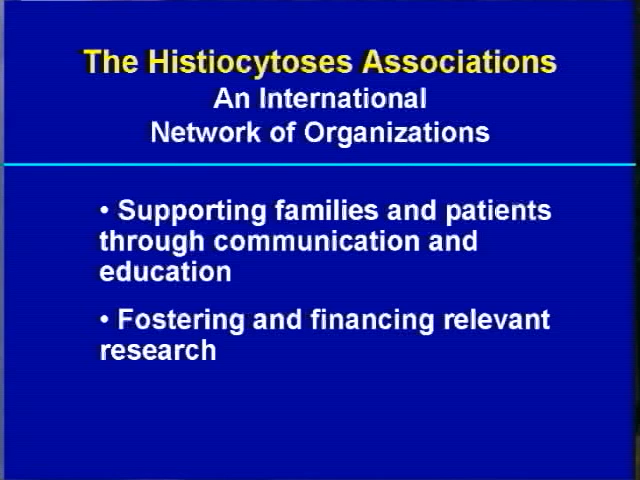 The Histiocytoses Associations
An International
Network of Organizations
• Supporting families and patients
through communication and
education
• Fostering and financing relevant
research